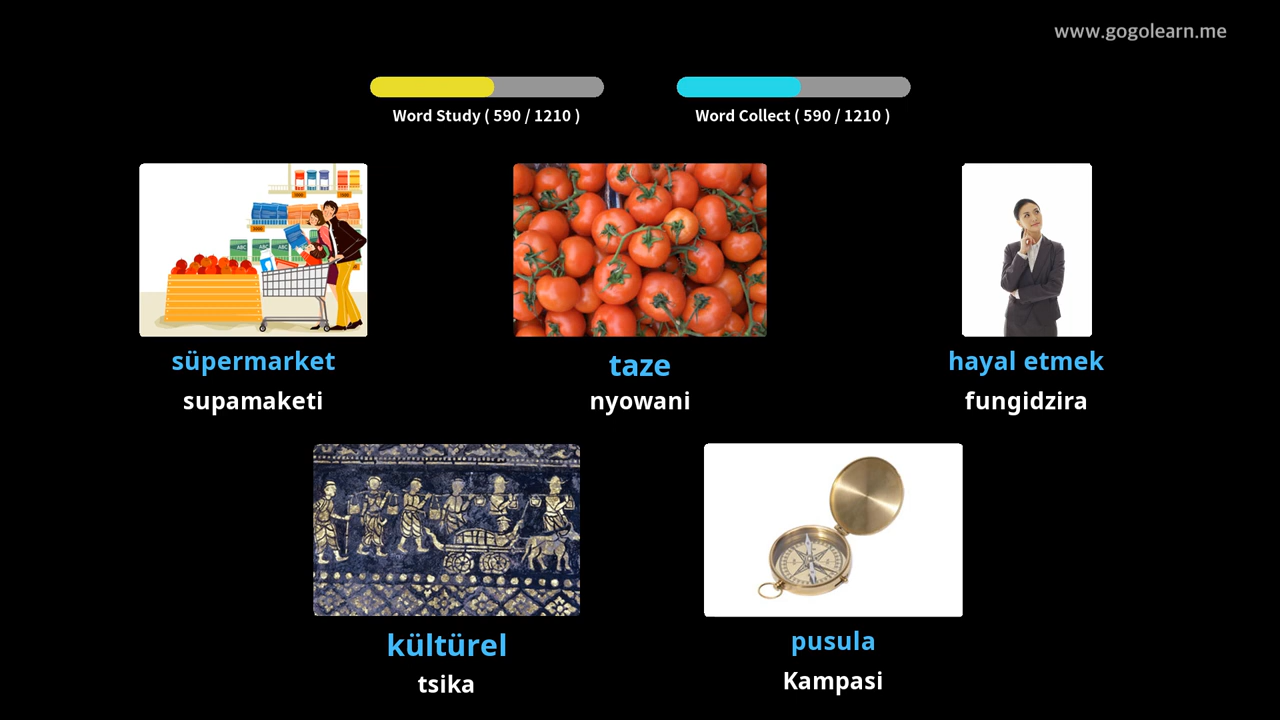 www.gogolearn.me
Word Study ( 590 / 1210 )
Word Collect ( 590 / 1210 )
süpermarket
supamaketi
taze
nyowani
hayal etmek
fungidzira
kültürel
tsika
pusula
Kampasi